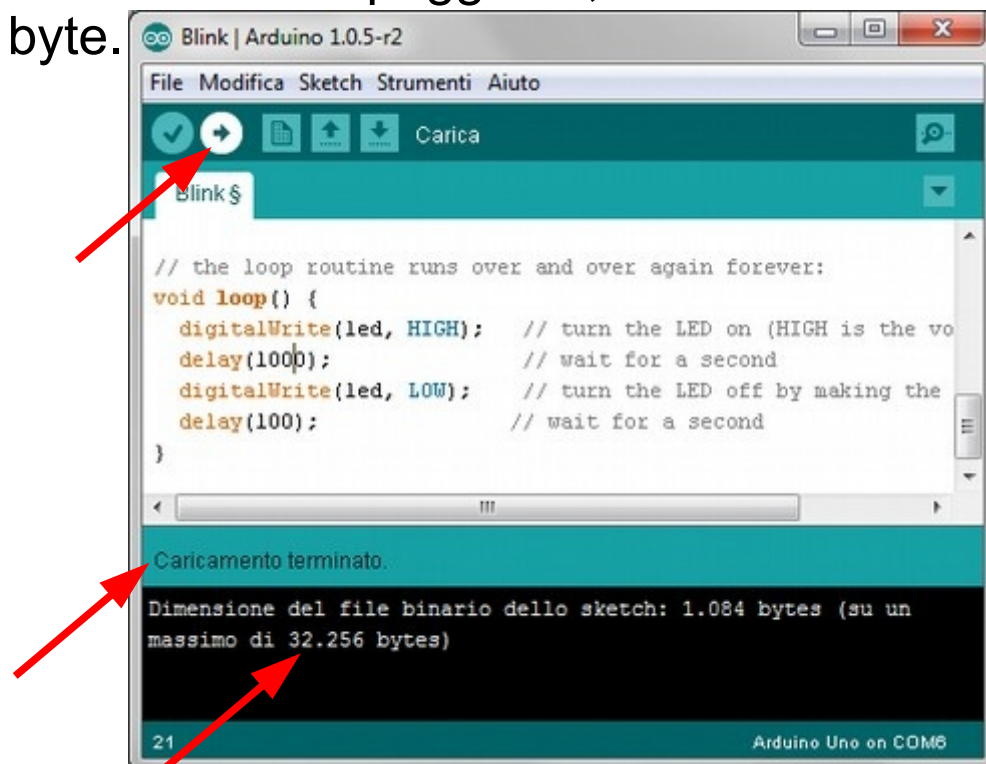 byte.
Blink | Arduino 1.0.5-r2
File Modifica Sketch Strumenti Aiuto
Carica
Blink §
// the loop routine runs over and over again forever:
void loop() {
digitalWrite(led, HIGH); // turn the LED on (HIGH is the vo
delay(1000); // wait for a second
digitalWrite(led, LOW); // turn the LED off by making the
delay(100); // wait for a second
}
Caricamento terminato.
Dimensione del file binario dello sketch: 1.084 bytes (su un
massimo di 32.256 bytes)
21 Arduino Uno on COM6